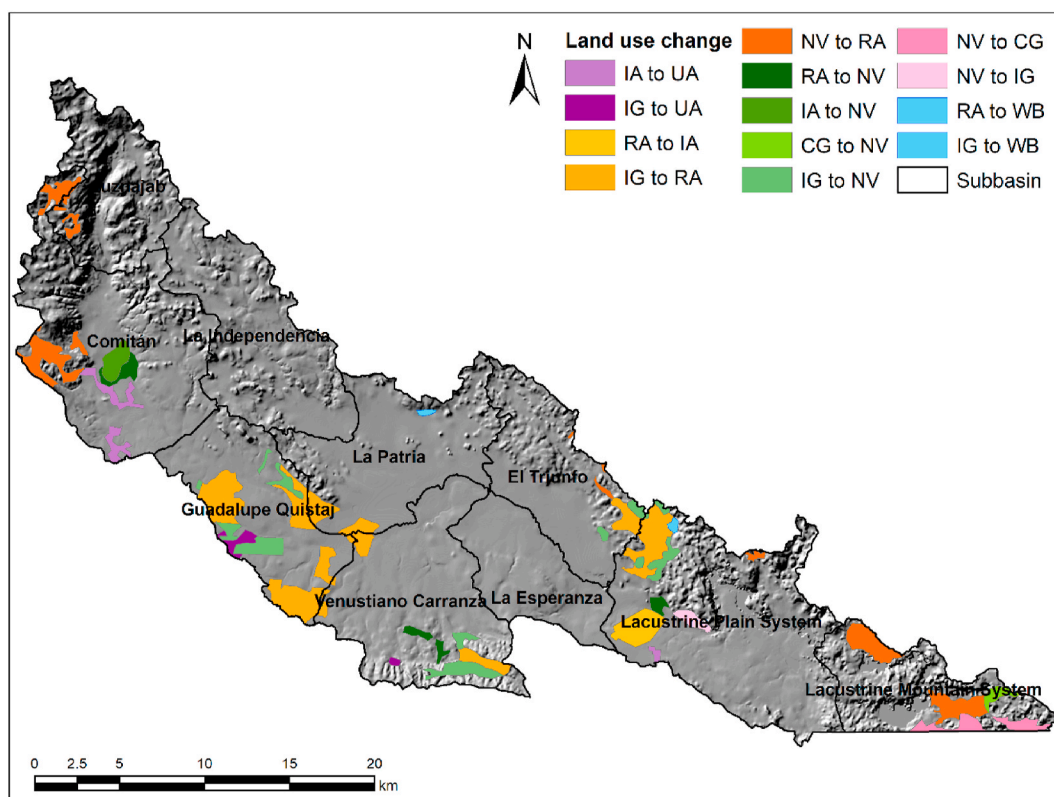 N
Land use change
IA to UA
IG to UA
RA to IA
IG to RA
NV to RA
RA to NV
IA to NV
CG to NV
IG to NV
NV to CG
NV to IG
RA to WB
IG to WB
Subbasin
Comitán
La Independencia
La Patria
El Triunfo
Guadalupe Quistaj
Venustiano Carranza
La Esperanza
Lacustrine Plain System
Lacustrine Mountain System
0 2.5 5 10 15 20
km